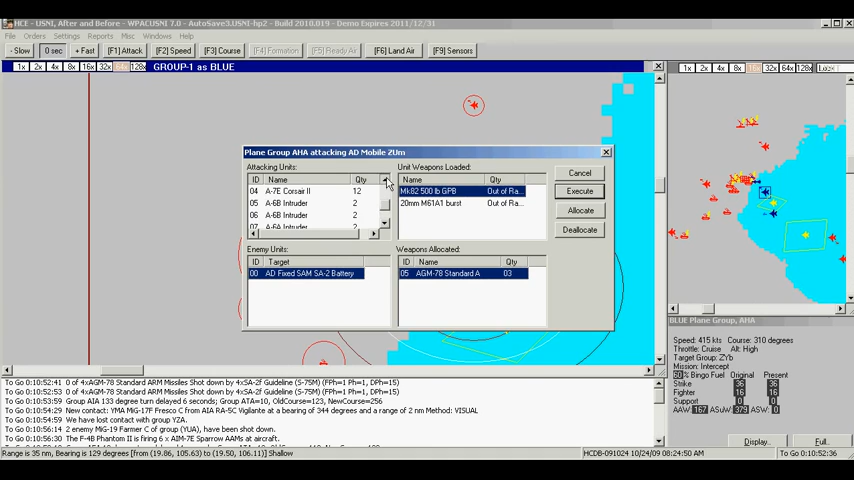 HCE - USNI, After and Before - WPACUSNI 7.0 - AutoSave3.USNI-hp2 - Build 2010.019 - Demo Expires 2011/12/31
File Orders Settings Reports Misc Windows Help
- Slow 0 sec + Fast [F1] Attack [F2] Speed [F3] Course [F4] Formation [F5] Ready Air [F6] Land Air [F9] Sensors
1x 2x 4x 8x 16x 32x 64x 128x GROUP-1 as BLUE
1x 2x 4x 8x 16x 32x 64x 128x
Plane Group AHA attacking AD Mobile ZUm
Attacking Units:
ID Name Qty
04 A-7E Corsair II 12
05 A-6B Intruder 2
06 A-6B Intruder 2
07 A-6A Intruder 2
Unit Weapons Loaded:
Name Qty
Mk82 500 lb GPB Out of Ra...
20mm M61A1 burst Out of Ra...
Cancel
Execute
Allocate
Deallocate
Enemy Units:
ID Target
00 AD Fixed SAM SA-2 Battery
Weapons Allocated:
ID Name Qty
05 AGM-78 Standard A 03
BLUE Plane Group, AHA
Speed: 415 kts Course: 310 degrees
Throttle: Cruise Alt: High
Target Group: ZYb
Mission: Intercept
60% Bingo Fuel Original Present
Strike 36 36
Fighter 16 16
Support 0 0
AAW: 167 ASuW: 379 ASW: 0
Display.. Full..
To Go 0:10:52:41 0 of 4xAGM-78 Standard ARM Missiles Shot down by 4xSA-2f Guideline (S-75M) (FPh=1 Ph=1, DPh=15)
To Go 0:10:52:53 0 of 4xAGM-78 Standard ARM Missiles Shot down by 4xSA-2f Guideline (S-75M) (FPh=1 Ph=1, DPh=15)
To Go 0:10:53:09 Group AIA 133 degree turn delayed 6 seconds; Group ATA=10, OldCourse=123, NewCourse=256
To Go 0:10:54:29 New contact: YMA MiG-17F Fresco C from AIA RA-5C Vigilante at a bearing of 344 degrees and a range of 2 nm Method: VISUAL
To Go 0:10:54:59 We have lost contact with group YZA.
To Go 0:10:56:14 2 enemy MiG-19 Farmer C of group (YUA), have been shot down.
To Go 0:10:56:30 The F-4B Phantom II is firing 6 x AIM-7E Sparrow AAMs at aircraft.
Range is 35 nm, Bearing is 129 degrees [from (19.86, 105.63) to (19.50, 106.11)] Shallow
HCDB-091024 10/24/09 08:24:50 AM
To Go 0:10:52:36